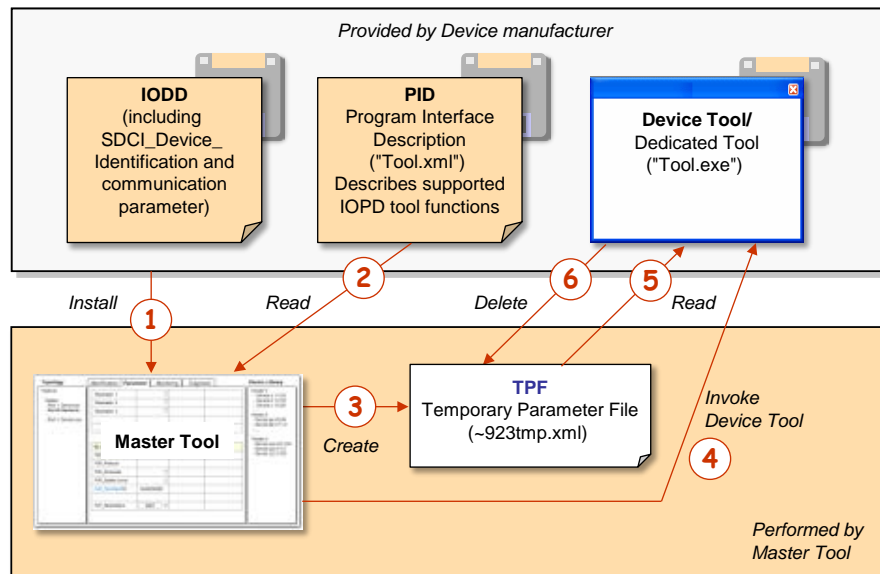 Provided by Device manufacturer
IODD
(including
SDCI_Device_
Identification and
communication
parameter)
PID
Program Interface
Description
("Tool.xml")
Describes supported
IOPD tool functions
Device Tool/
Dedicated Tool
("Tool.exe")
Install
1
Read
2
Delete
6
5
Read
Master Tool
3
Create
TPF
Temporary Parameter File
(~923tmp.xml)
Invoke
Device Tool
4
Performed by
Master Tool